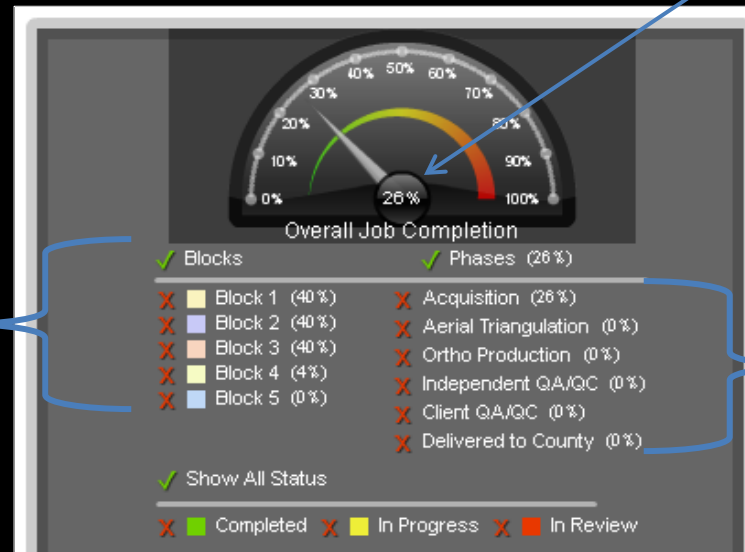 0%
10%
20%
30%
40%
50%
60%
70%
80%
90%
100%
26%
Overall Job Completion
Blocks
Block 1 (40%)
Block 2 (40%)
Block 3 (40%)
Block 4 (4%)
Block 5 (0%)
Phases (26%)
Acquisition (26%)
Aerial Triangulation (0%)
Ortho Production (0%)
Independent QA/QC (0%)
Client QA/QC (0%)
Delivered to County (0%)
Show All Status
Completed In Progress In Review